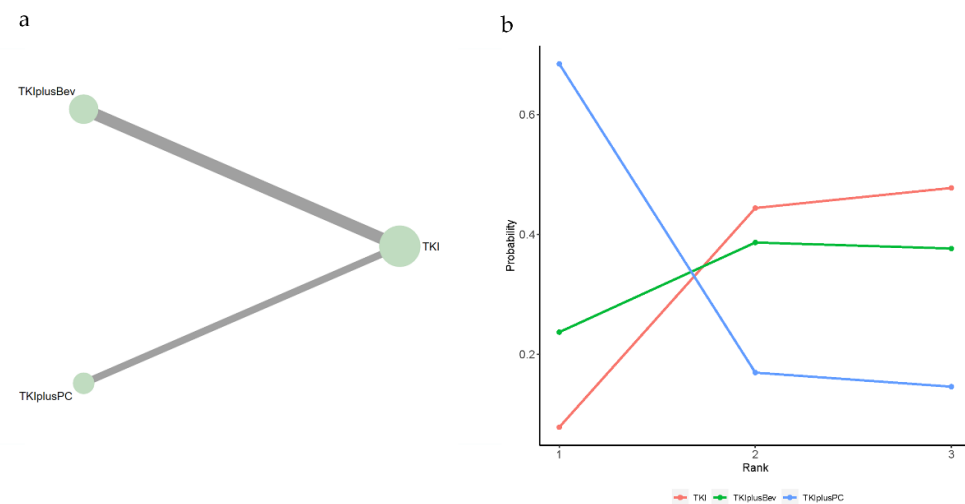 a
TKIplusBev
TKI
TKIplusPC
b
Probability
0.6
0.4
0.2
1
2
3
Rank
TKI TKIplusBev TKIplusPC